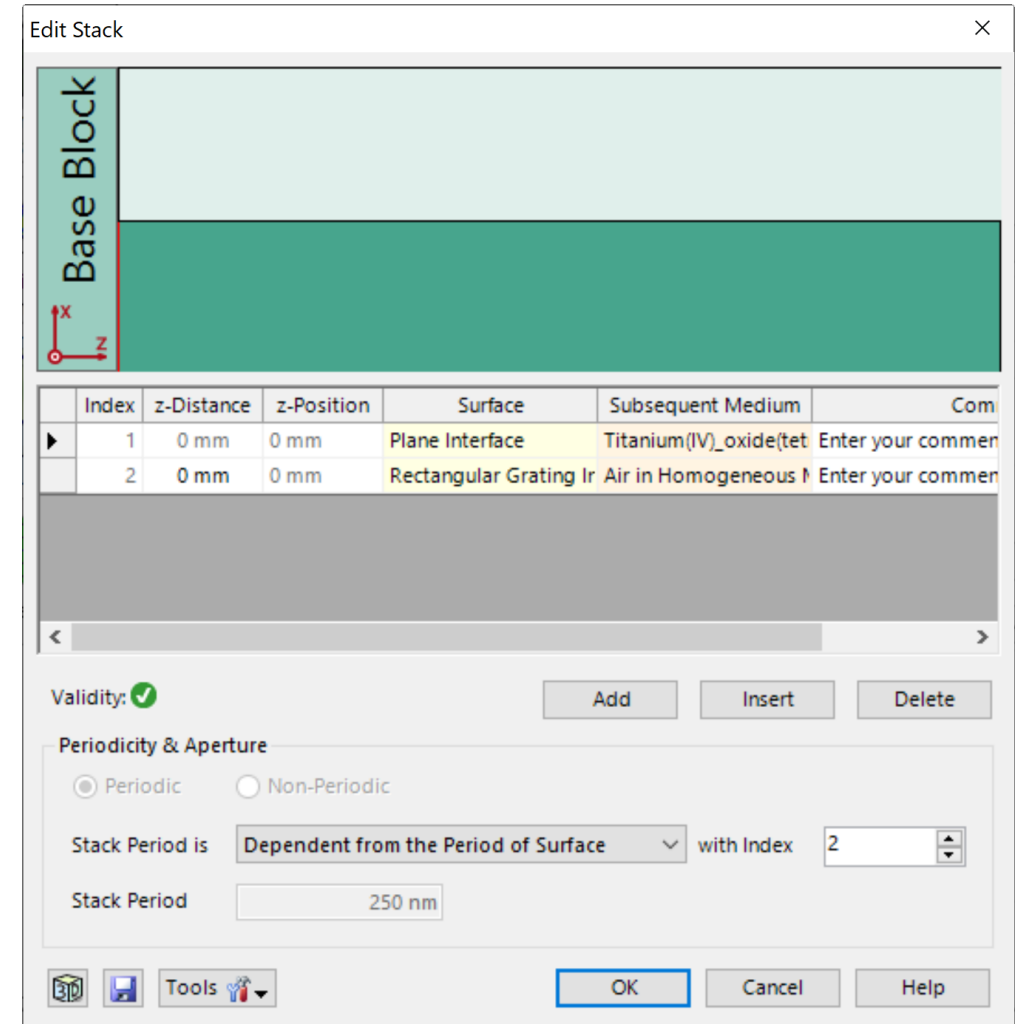 Edit Stack
Base Block
X
Z
Index z-Distance z-Position Surface Subsequent Medium Com
1 0 mm 0 mm Plane Interface Titanium(IV)_oxide(tet Enter your commen
2 0 mm 0 mm Rectangular Grating Ir Air in Homogeneous M Enter your commen
Validity:
Add Insert Delete
Periodicity & Aperture
Periodic Non-Periodic
Stack Period is Dependent from the Period of Surface with Index 2
Stack Period 250 nm
3D Tools OK Cancel Help